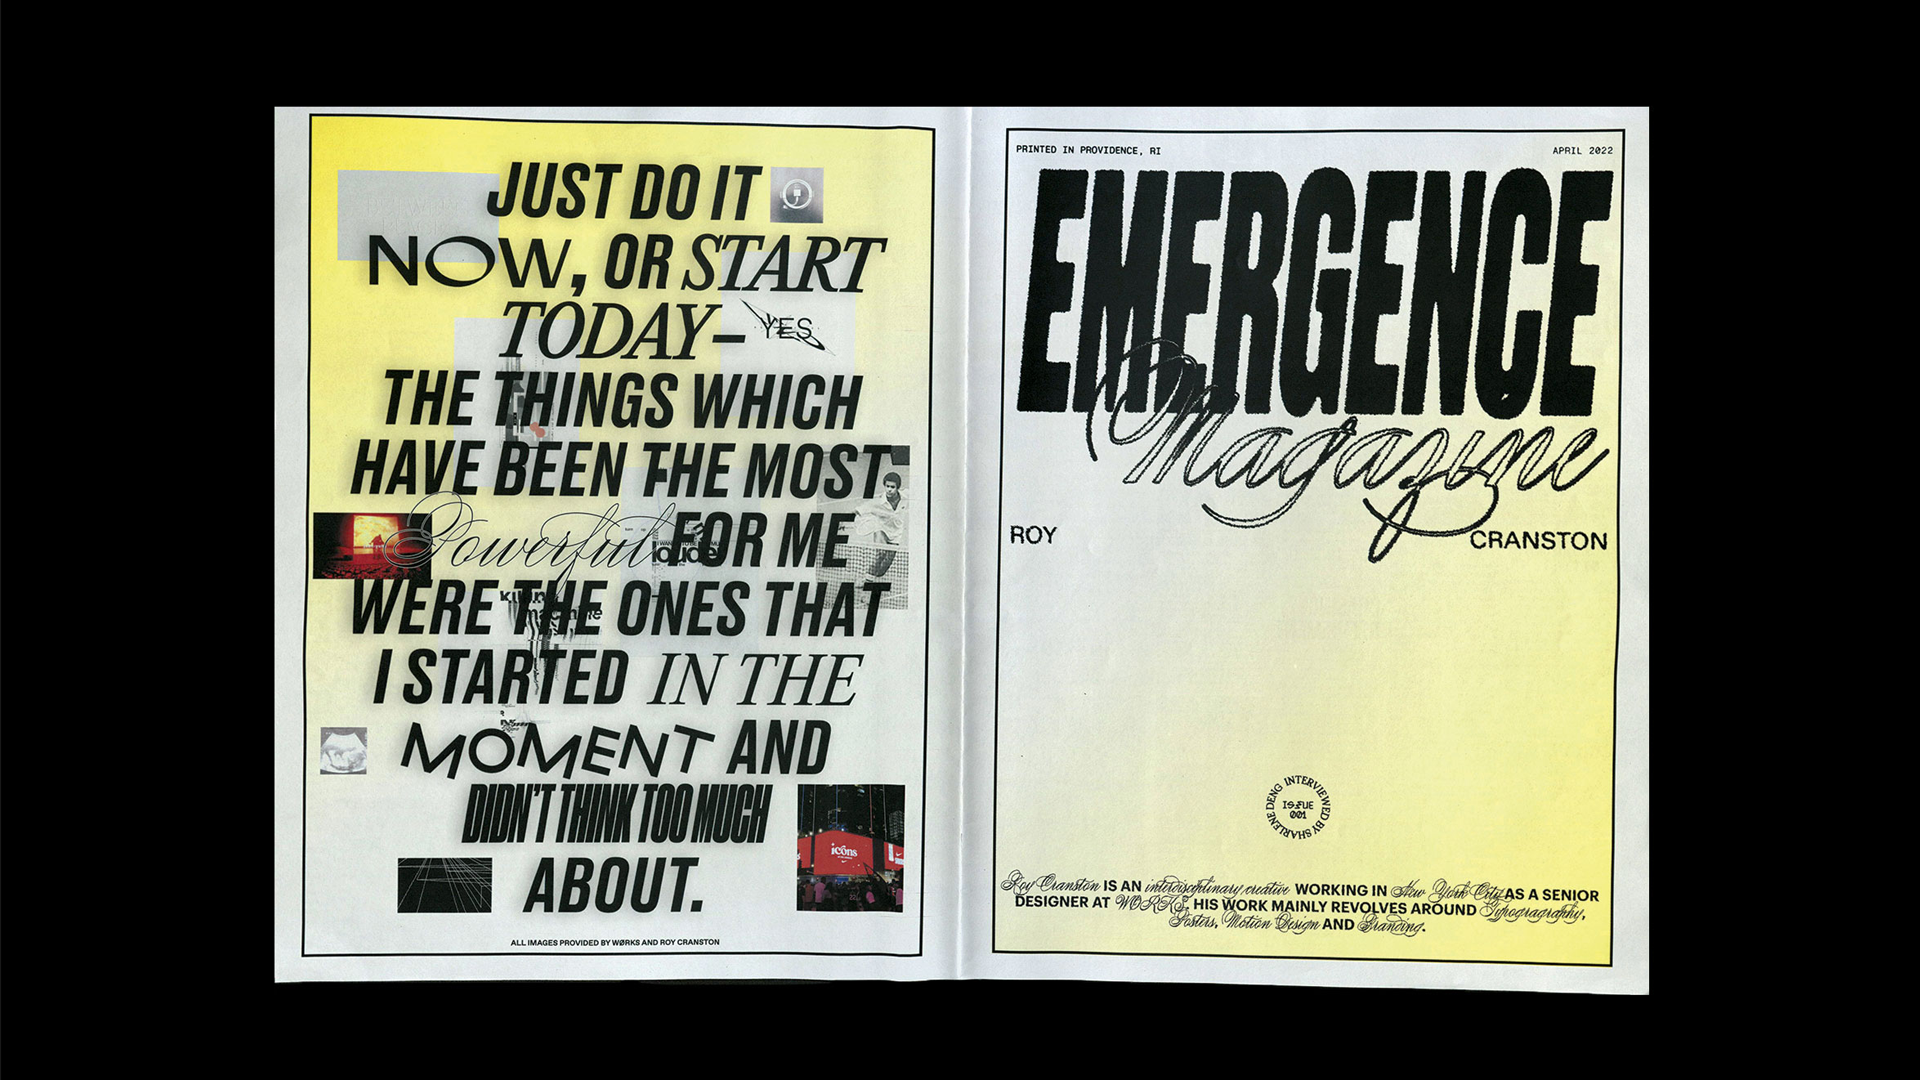 JUST DO IT
NOW, OR START
TODAY– YES
THE THINGS WHICH
HAVE BEEN THE MOST
Powerful FOR ME
louder
WERE THE ONES THAT
machine
I STARTED IN THE
MOMENT AND
DIDN'T THINK TOO MUCH
icons
ABOUT.
ALL IMAGES PROVIDED BY WØRKS AND ROY CRANSTON
PRINTED IN PROVIDENCE, RI
APRIL 2022
EMERGENCE
Magazine
ROY
CRANSTON
INTERVIEWED BY SHARLENE DENG
ISSUE
001
Roy Cranston IS AN interdisciplinary creative WORKING IN New York City AS A SENIOR
DESIGNER AT WØRKS, HIS WORK MAINLY REVOLVES AROUND Typogragraphy,
Posters, Motion Design AND Branding.